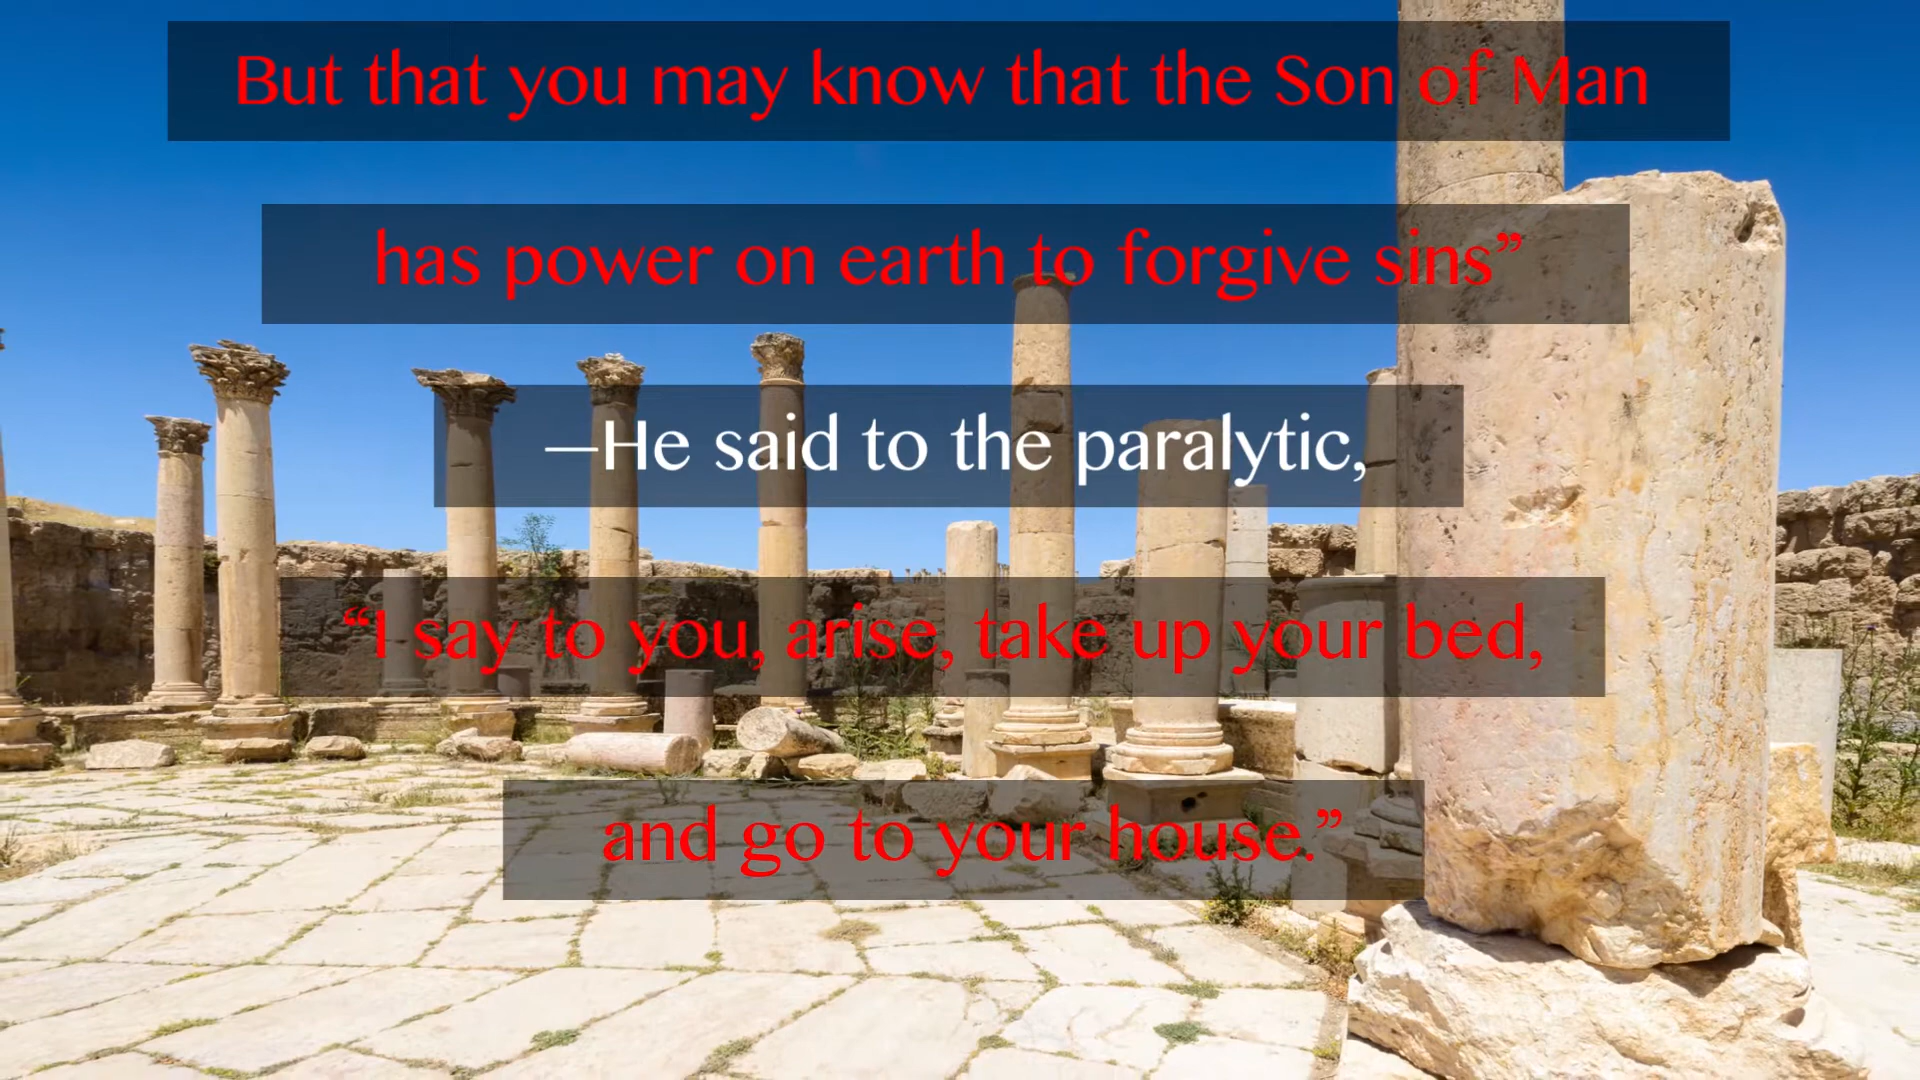 But that you may know that the Son of Man
has power on earth to forgive sins”
—He said to the paralytic,
“I say to you, arise, take up your bed,
and go to your house.”